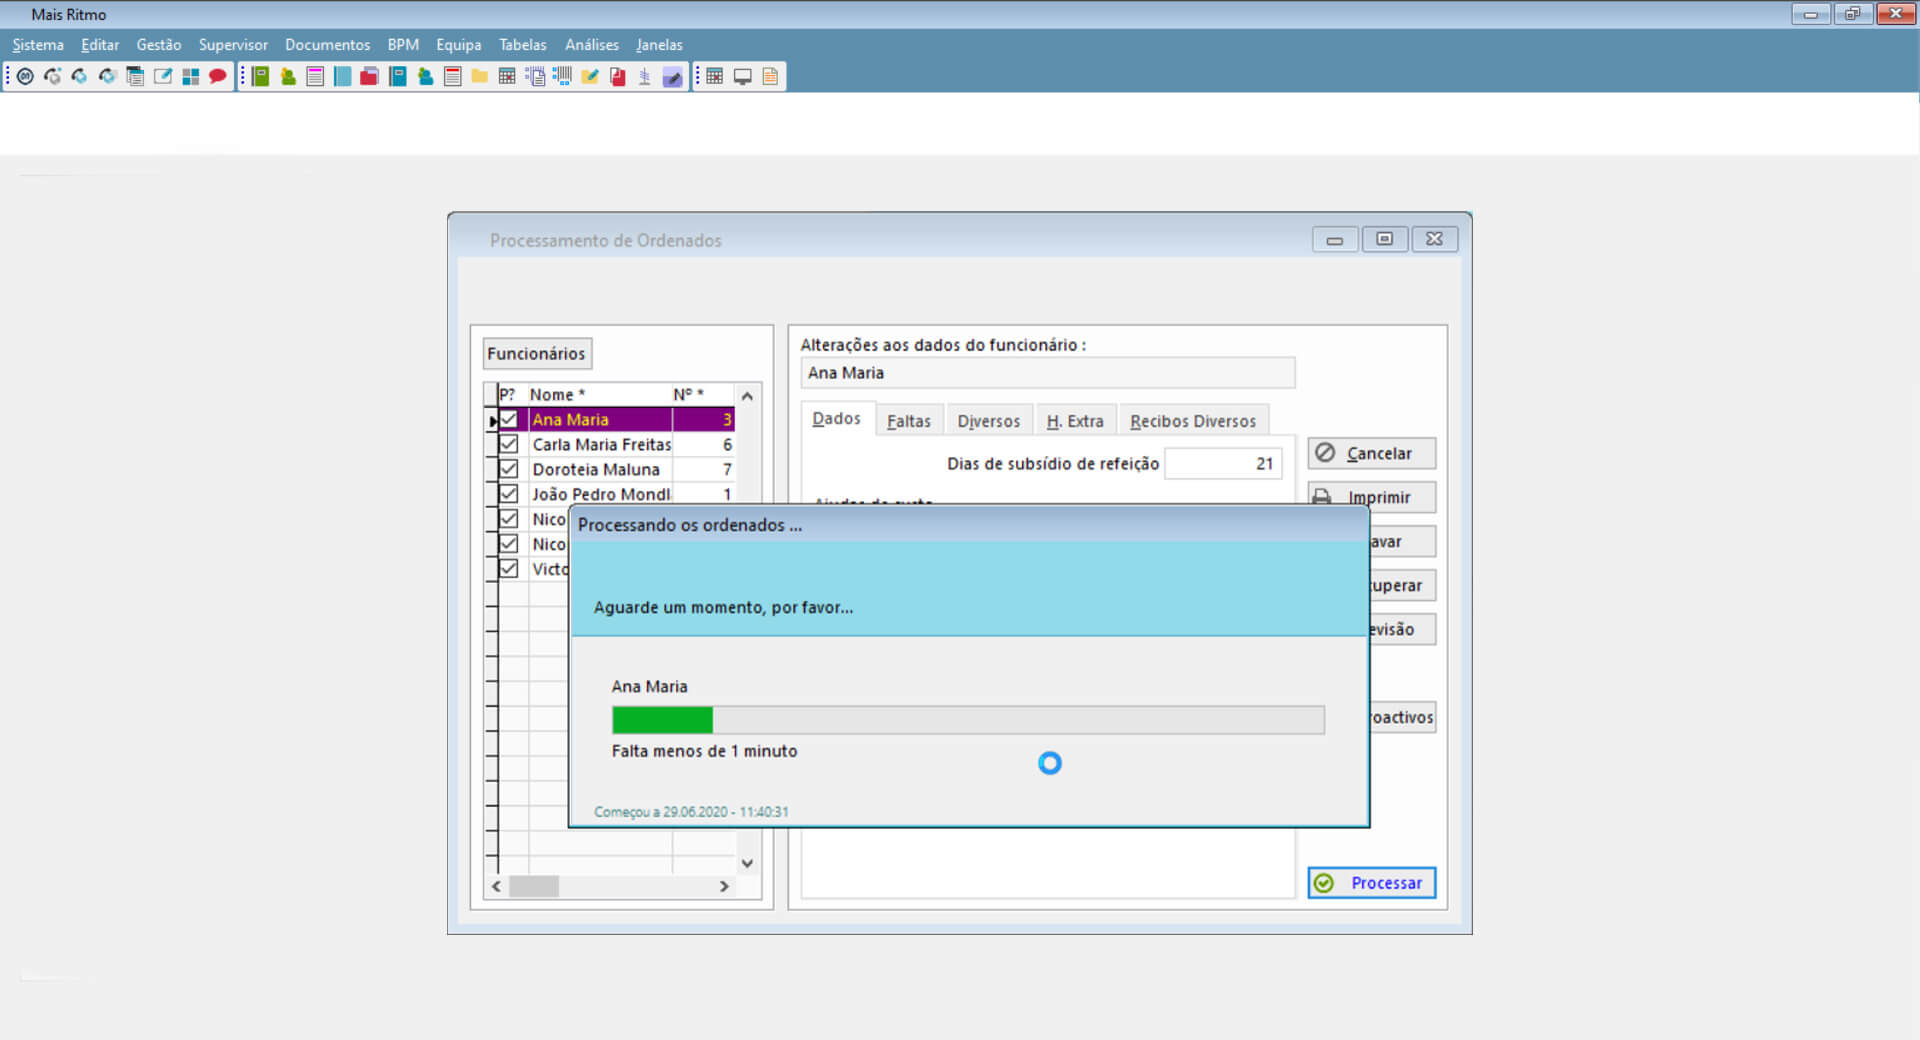 Mais Ritmo
Sistema Editar Gestão Supervisor Documentos BPM Equipa Tabelas Análises Janelas
Processamento de Ordenados
Funcionários
P? Nome * Nº *
Ana Maria 3
Carla Maria Freitas 6
Doroteia Maluna 7
João Pedro Mondl 1
Nico
Nico
Victo
Alterações aos dados do funcionário :
Ana Maria
Dados Faltas Diversos H. Extra Recibos Diversos
Dias de subsídio de refeição 21
Cancelar
Imprimir
avar
uperar
evisão
oactivos
Processar
Processando os ordenados ...
Aguarde um momento, por favor...
Ana Maria
Falta menos de 1 minuto
Começou a 29.06.2020 - 11:40:31